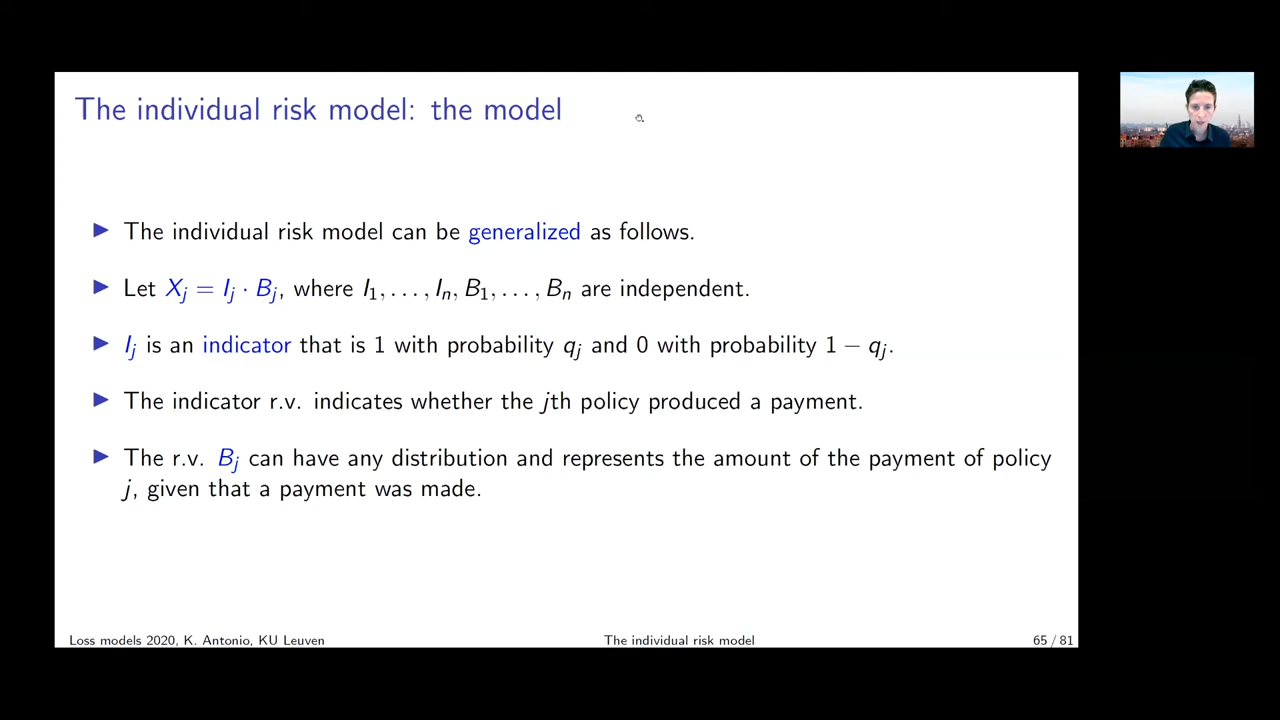 The individual risk model: the model
▶ The individual risk model can be generalized as follows.
▶ Let Xj = Ij · Bj, where I1, . . . , In, B1, . . . , Bn are independent.
▶ Ij is an indicator that is 1 with probability qj and 0 with probability 1 − qj.
▶ The indicator r.v. indicates whether the jth policy produced a payment.
▶ The r.v. Bj can have any distribution and represents the amount of the payment of policy
j, given that a payment was made.
Loss models 2020, K. Antonio, KU Leuven The individual risk model 65 / 81